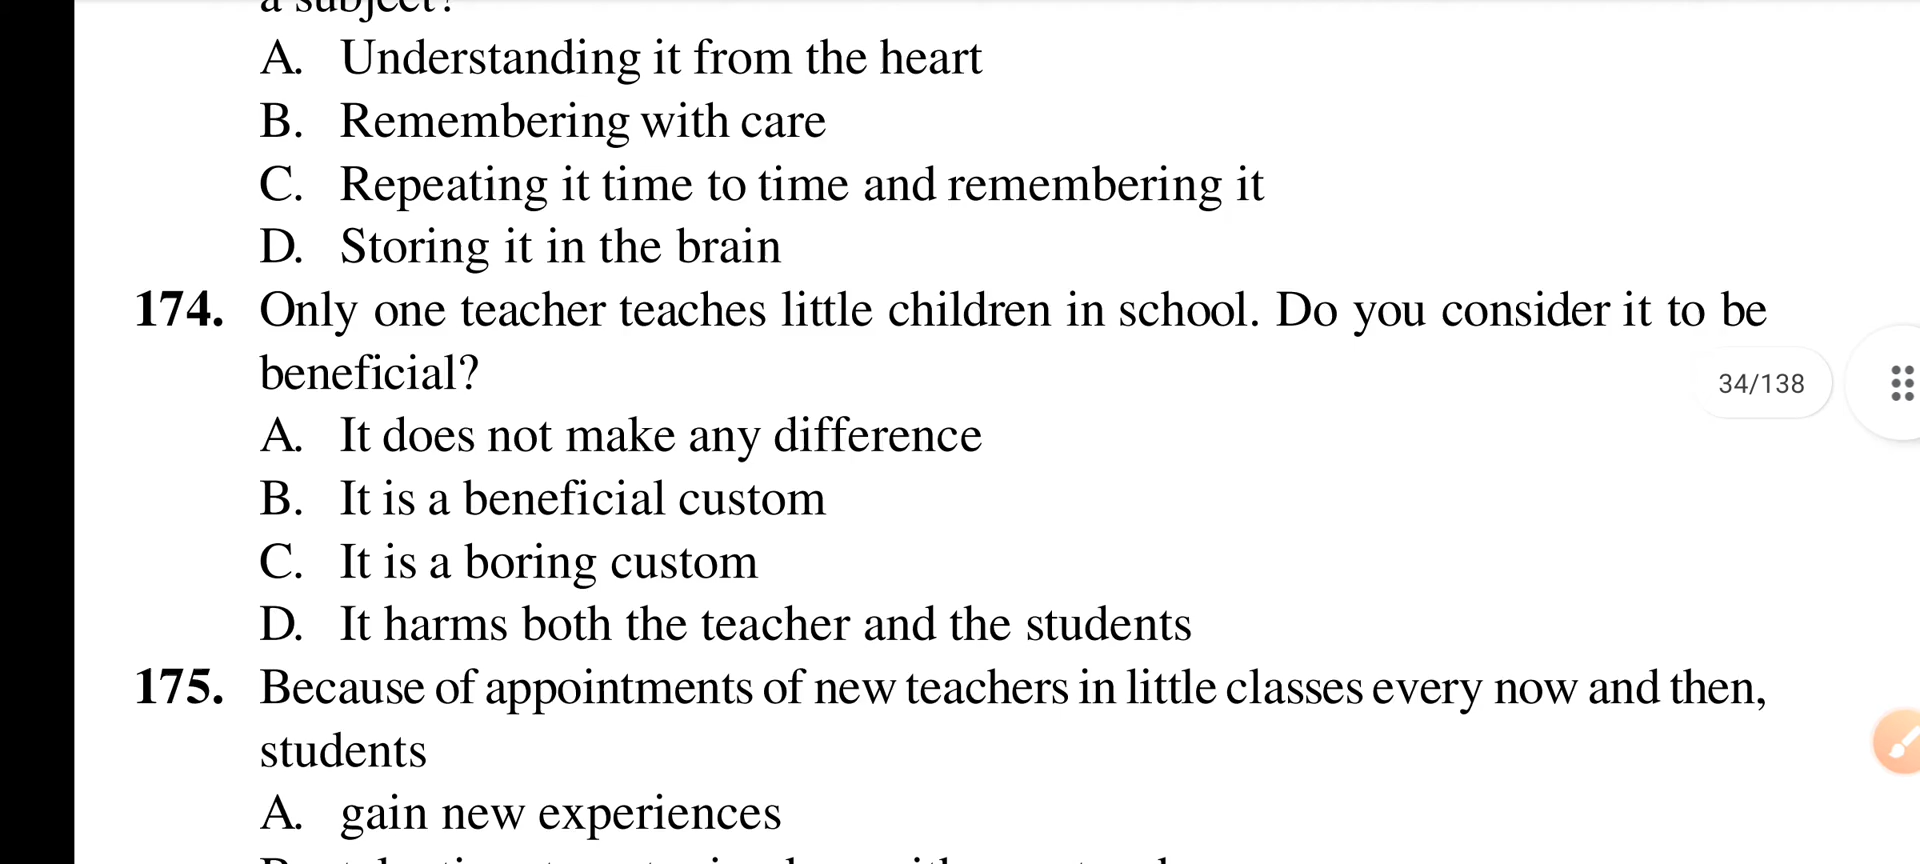 a subject?
A. Understanding it from the heart
B. Remembering with care
C. Repeating it time to time and remembering it
D. Storing it in the brain
174. Only one teacher teaches little children in school. Do you consider it to be
beneficial?
34/138
A. It does not make any difference
B. It is a beneficial custom
C. It is a boring custom
D. It harms both the teacher and the students
175. Because of appointments of new teachers in little classes every now and then,
students
A. gain new experiences